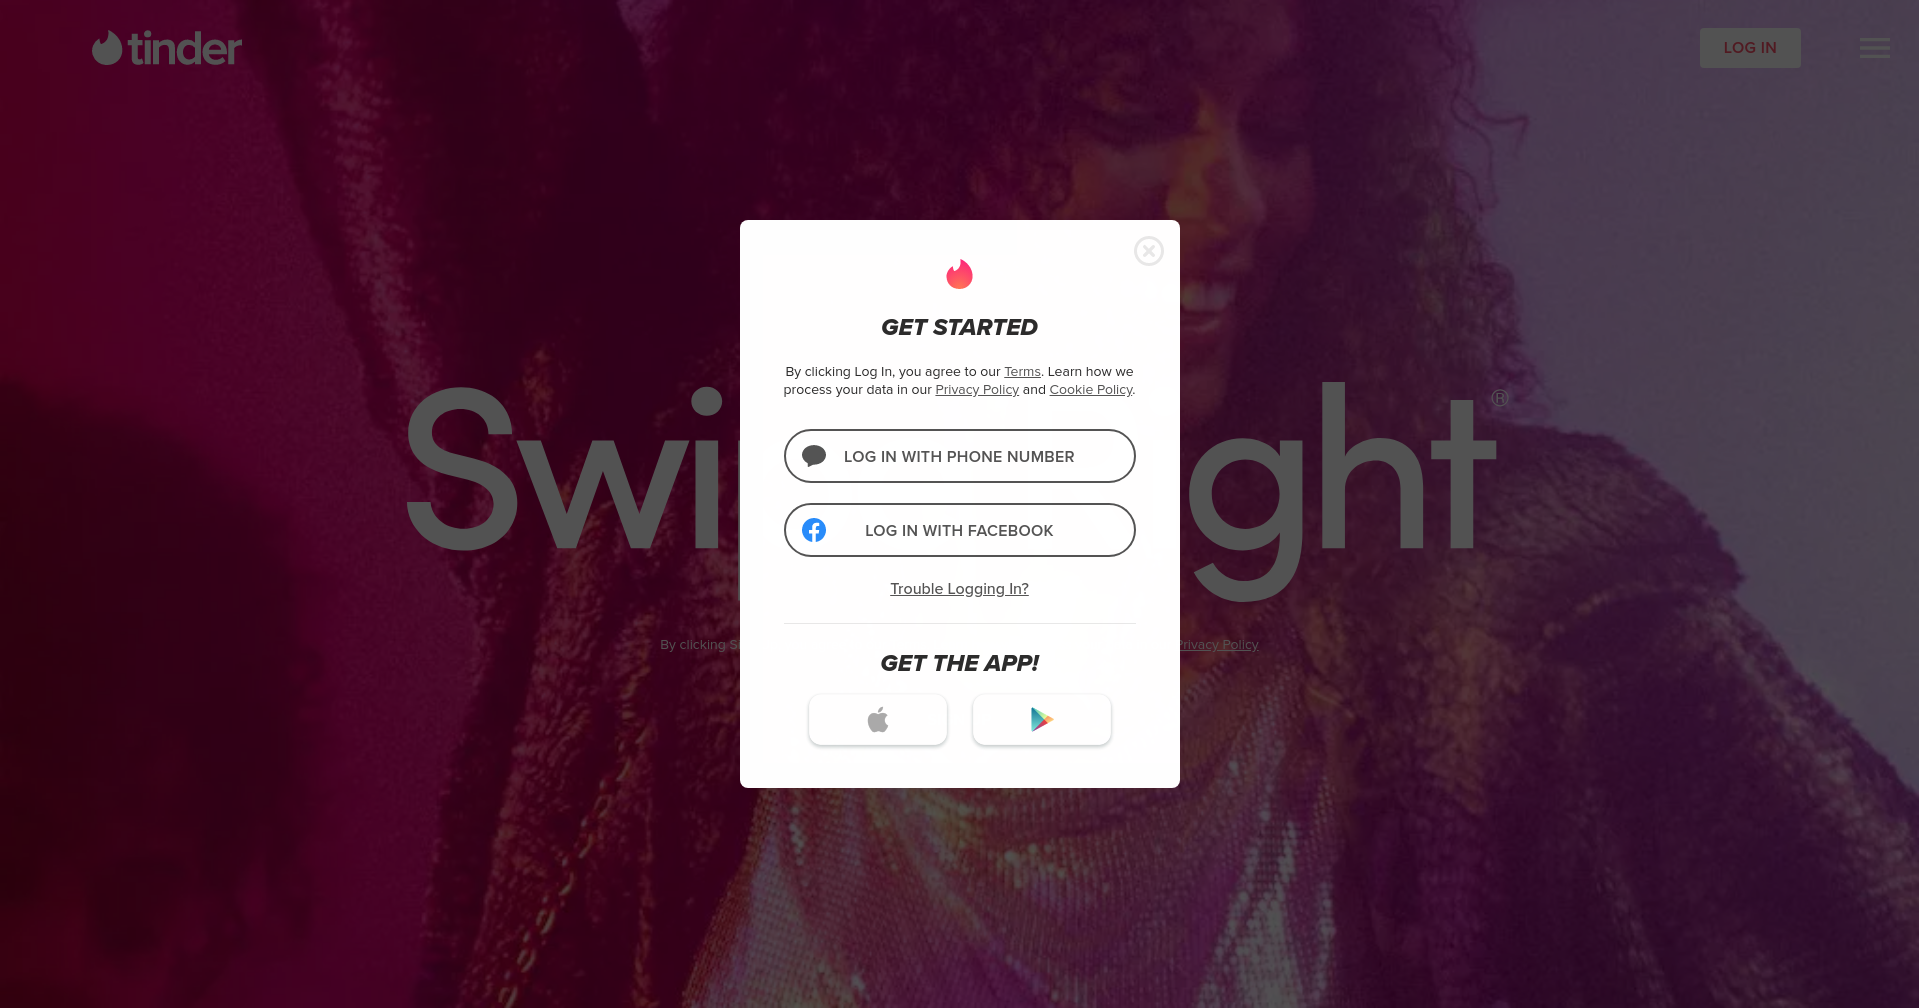 tinder
LOG IN
GET STARTED
By clicking Log In, you agree to our Terms. Learn how we
process your data in our Privacy Policy and Cookie Policy.
Swi ght®
LOG IN WITH PHONE NUMBER
LOG IN WITH FACEBOOK
Trouble Logging In?
By clicking Privacy Policy
GET THE APP!